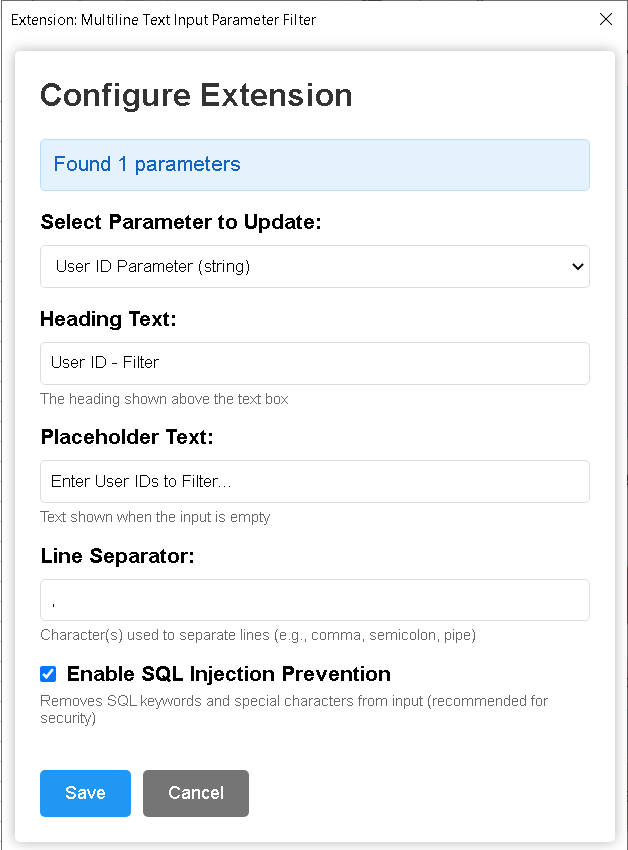 Extension: Multiline Text Input Parameter Filter
Configure Extension
Found 1 parameters
Select Parameter to Update:
User ID Parameter (string)
Heading Text:
User ID - Filter
The heading shown above the text box
Placeholder Text:
Enter User IDs to Filter...
Text shown when the input is empty
Line Separator:
,
Character(s) used to separate lines (e.g., comma, semicolon, pipe)
Enable SQL Injection Prevention
Removes SQL keywords and special characters from input (recommended for
security)
Save
Cancel